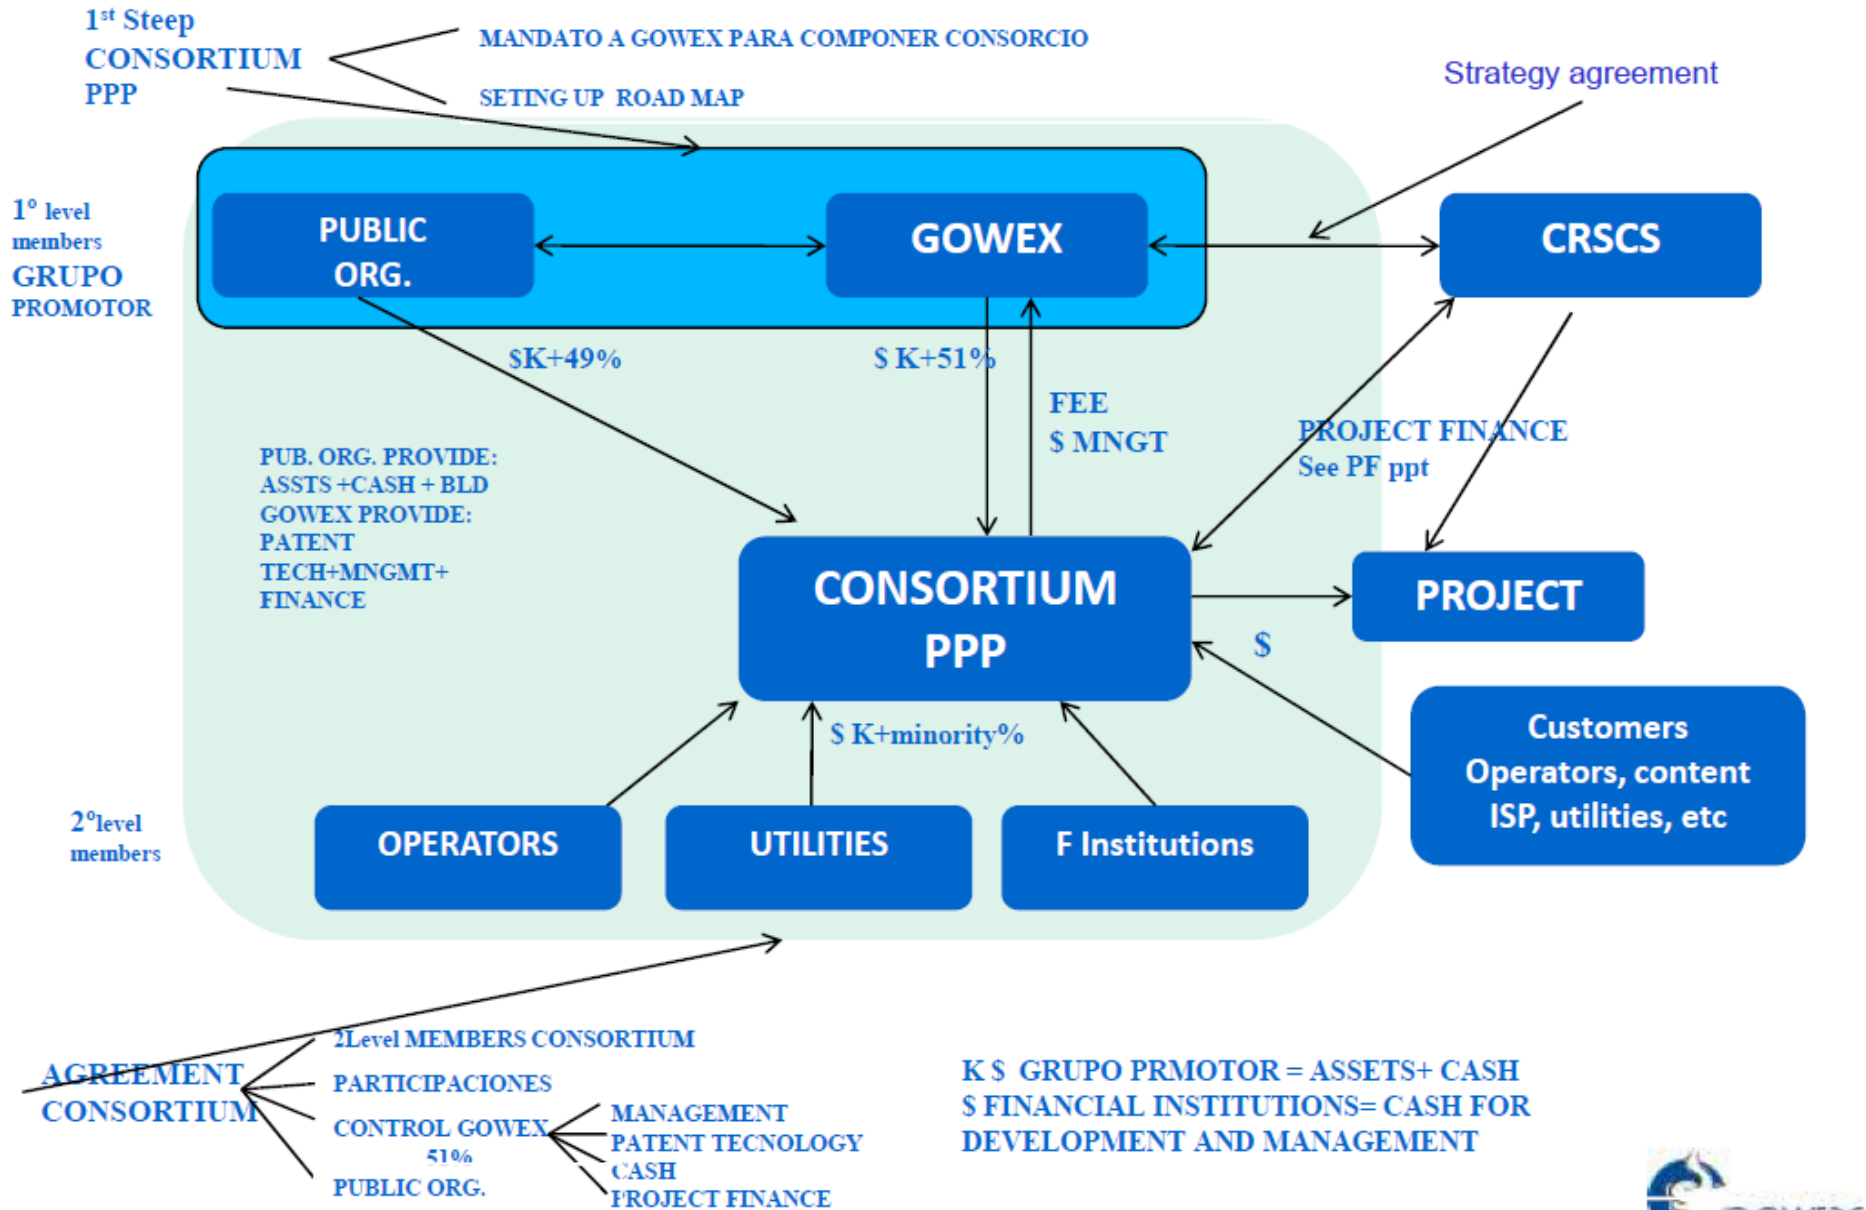 1st Steep
CONSORTIUM
PPP
MANDATO A GOWEX PARA COMPONER CONSORCIO
SETING UP ROAD MAP
Strategy agreement
1º level
members
GRUPO
PROMOTOR
PUBLIC
ORG.
GOWEX
CRSCS
$K+49%
$ K+51%
FEE
$ MNGT
PROJECT FINANCE
See PF ppt
PUB. ORG. PROVIDE:
ASSTS +CASH + BLD
GOWEX PROVIDE:
PATENT
TECH+MNGMT+
FINANCE
CONSORTIUM
PPP
PROJECT
$
$ K+minority%
Customers
Operators, content
ISP, utilities, etc
2ºlevel
members
OPERATORS
UTILITIES
F Institutions
AGREEMENT
CONSORTIUM
2Level MEMBERS CONSORTIUM
PARTICIPACIONES
CONTROL GOWEX
51%
PUBLIC ORG.
MANAGEMENT
PATENT TECNOLOGY
CASH
PROJECT FINANCE
K $ GRUPO PRMOTOR = ASSETS+ CASH
$ FINANCIAL INSTITUTIONS= CASH FOR
DEVELOPMENT AND MANAGEMENT